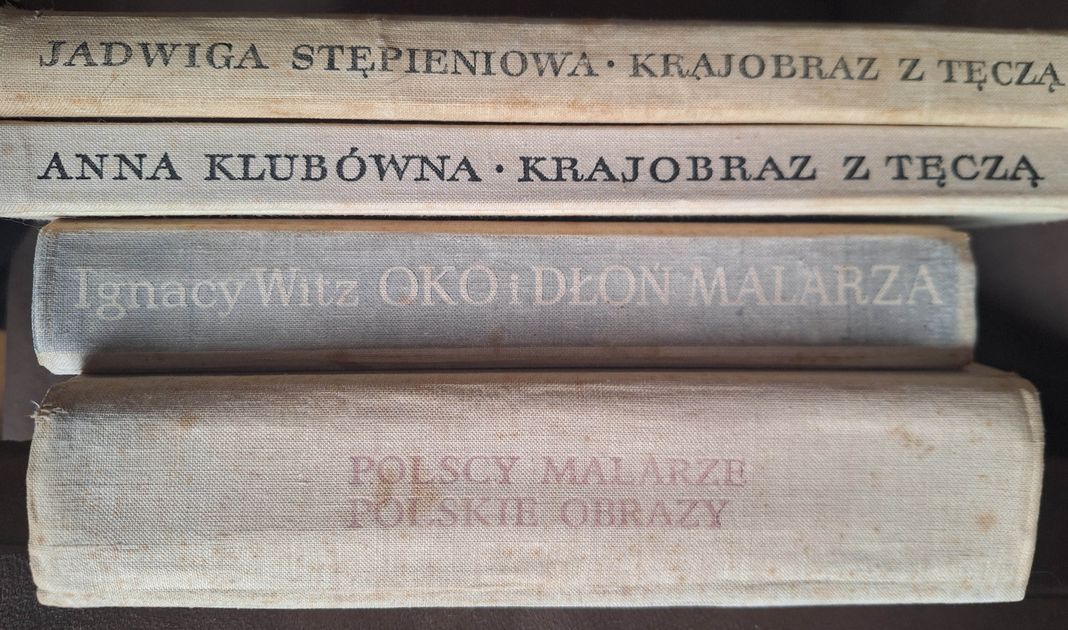 JADWIGA STĘPIENIOWA · KRAJOBRAZ Z TĘCZĄ
ANNA KLUBÓWNA · KRAJOBRAZ Z TĘCZĄ
Ignacy Witz OKO i DŁOŃ MALARZA
POLSCY MALARZE
POLSKIE OBRAZY